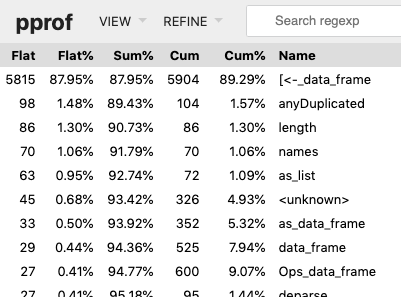 pprof VIEW REFINE Search regexp
Flat Flat% Sum% Cum Cum% Name
5815 87.95% 87.95% 5904 89.29% [<-_data_frame
98 1.48% 89.43% 104 1.57% anyDuplicated
86 1.30% 90.73% 86 1.30% length
70 1.06% 91.79% 70 1.06% names
63 0.95% 92.74% 72 1.09% as_list
45 0.68% 93.42% 326 4.93% <unknown>
33 0.50% 93.92% 352 5.32% as_data_frame
29 0.44% 94.36% 525 7.94% data_frame
27 0.41% 94.77% 600 9.07% Ops_data_frame
27 0.41% 95.18% 95 1.44% deparse